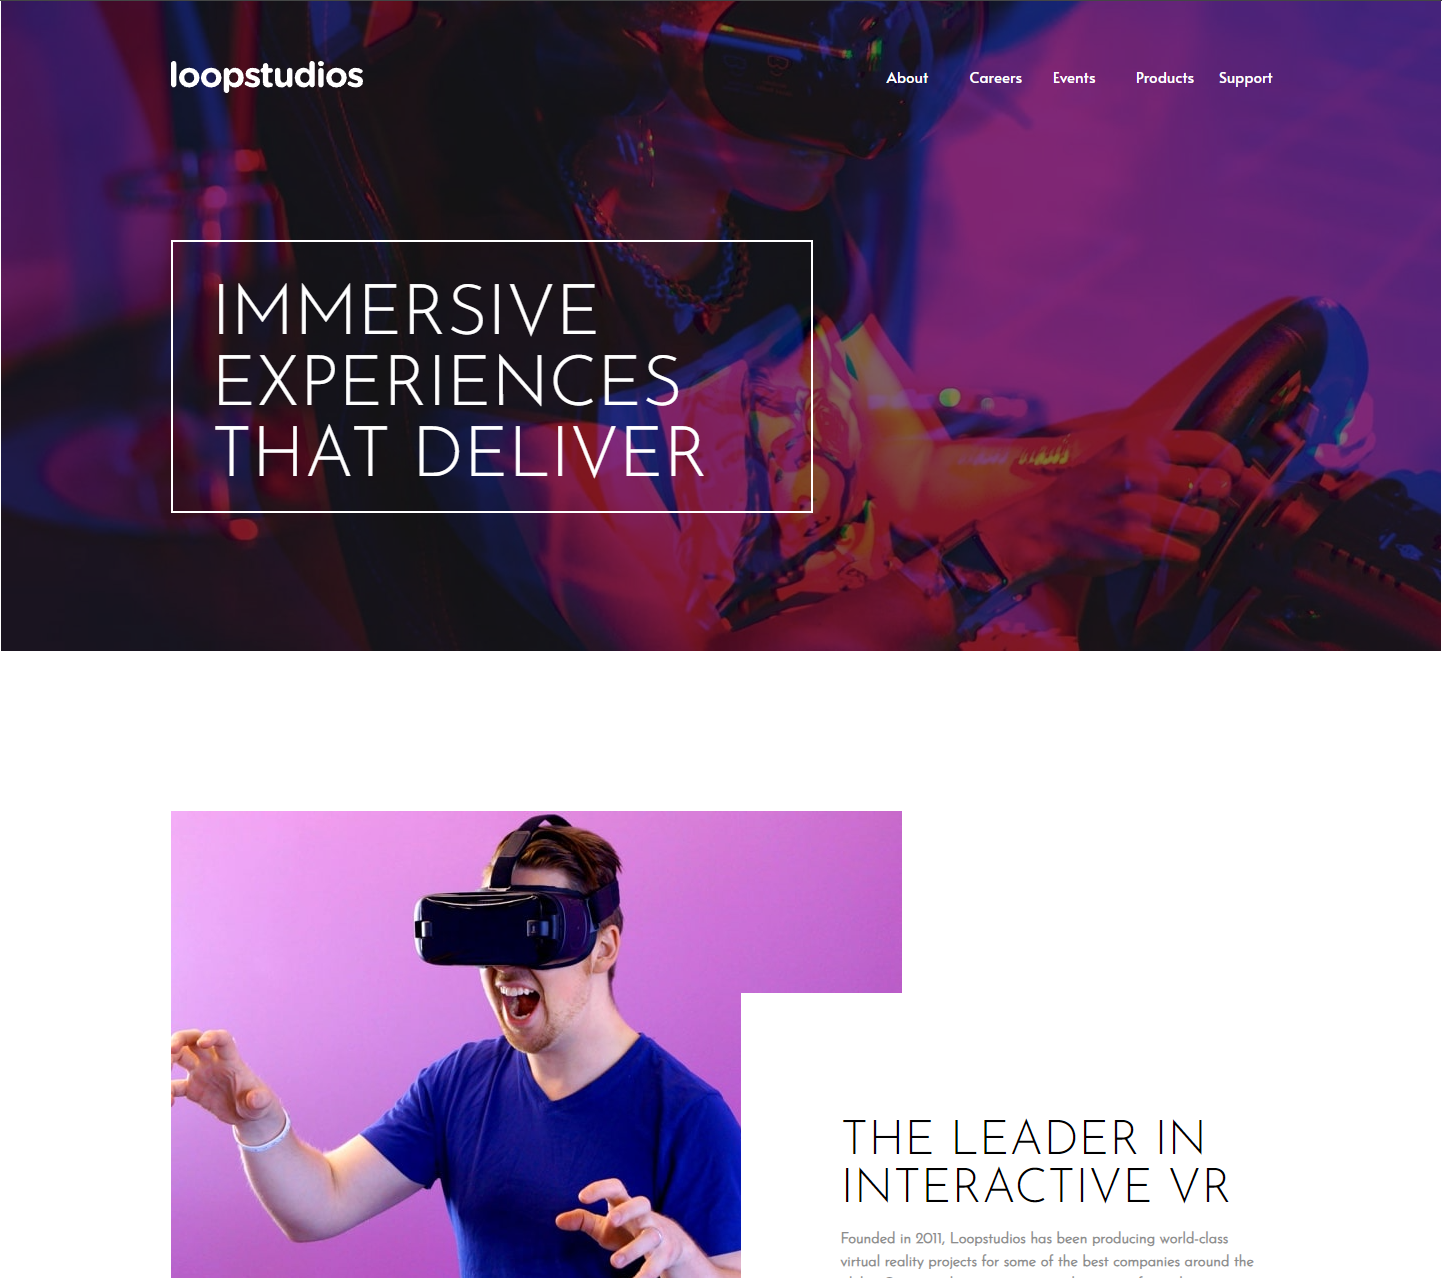 loopstudios
About Careers Events Products Support
IMMERSIVE
EXPERIENCES
THAT DELIVER
THE LEADER IN
INTERACTIVE VR
Founded in 2011, Loopstudios has been producing world-class
virtual reality projects for some of the best companies around the